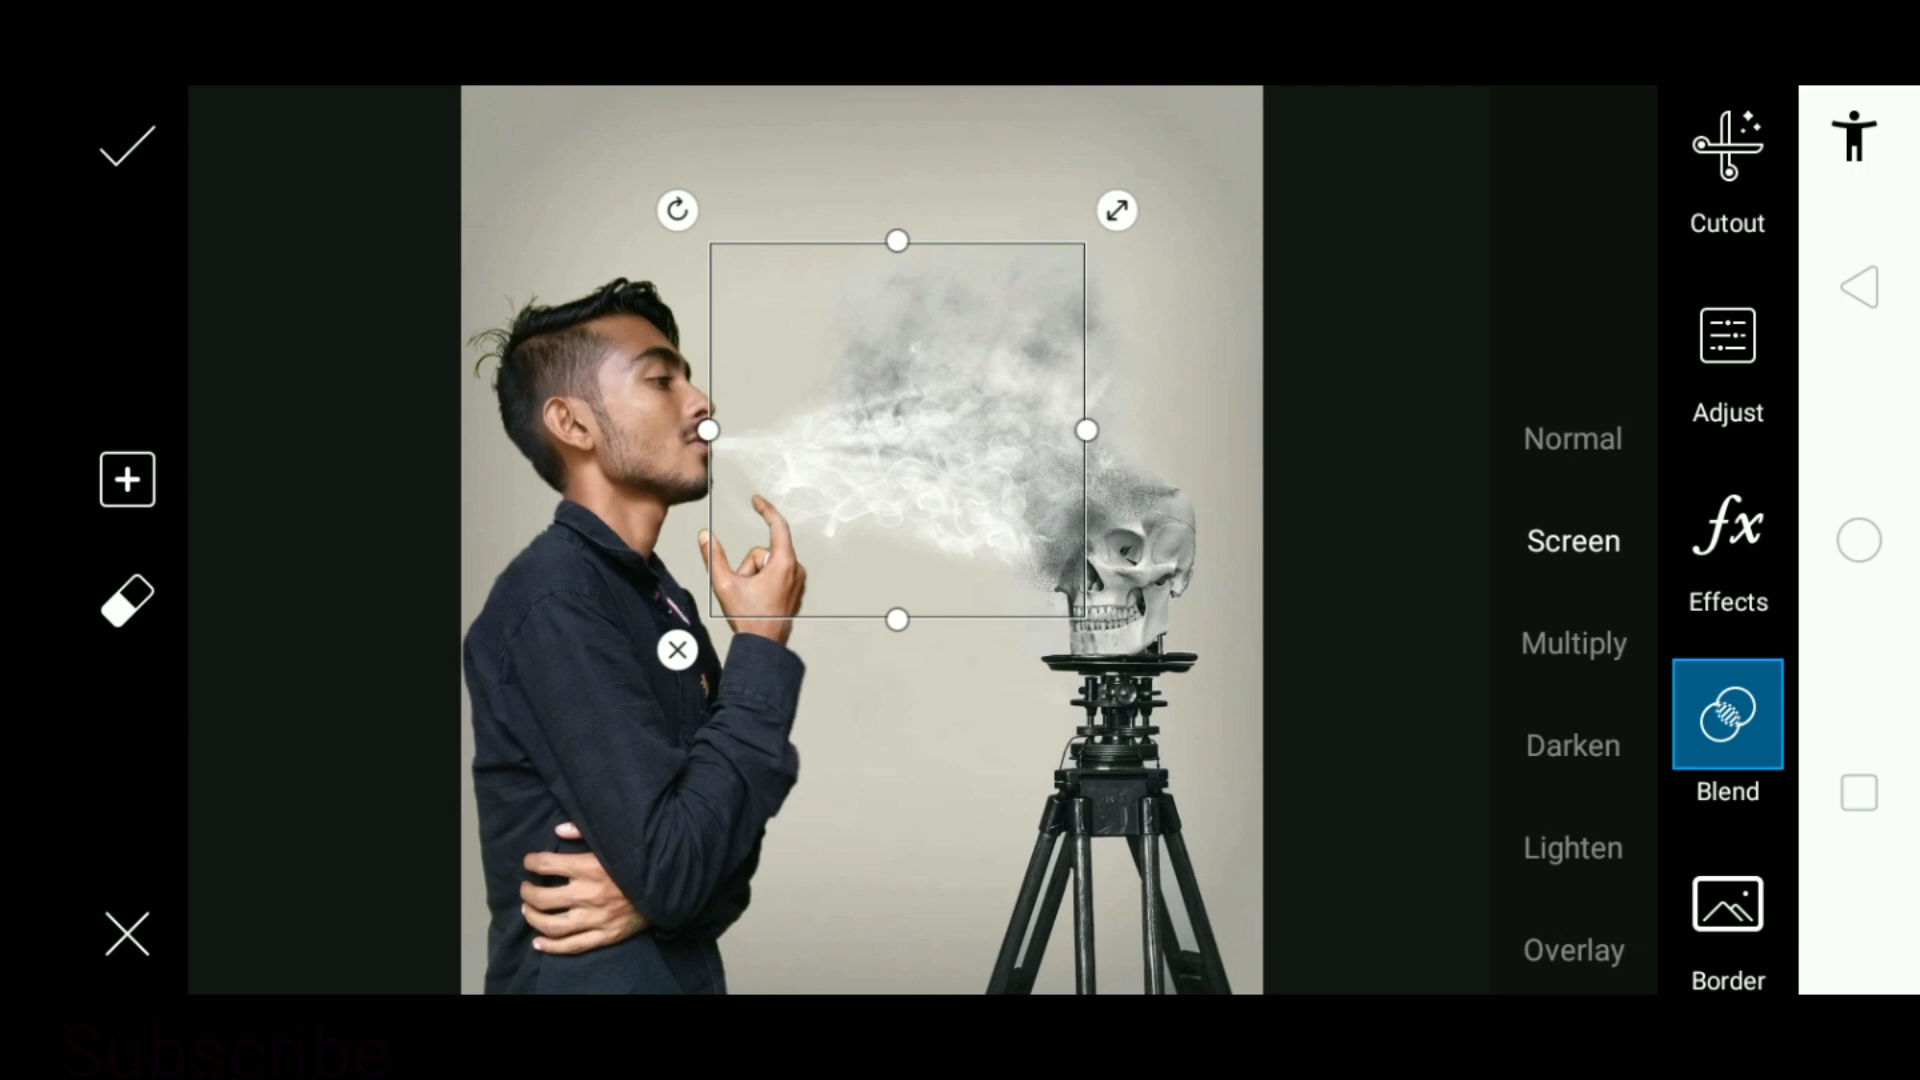 Cutout
Adjust
Normal
Screen
fx
Effects
Multiply
Darken
Blend
Lighten
Overlay
Border
Subscribe